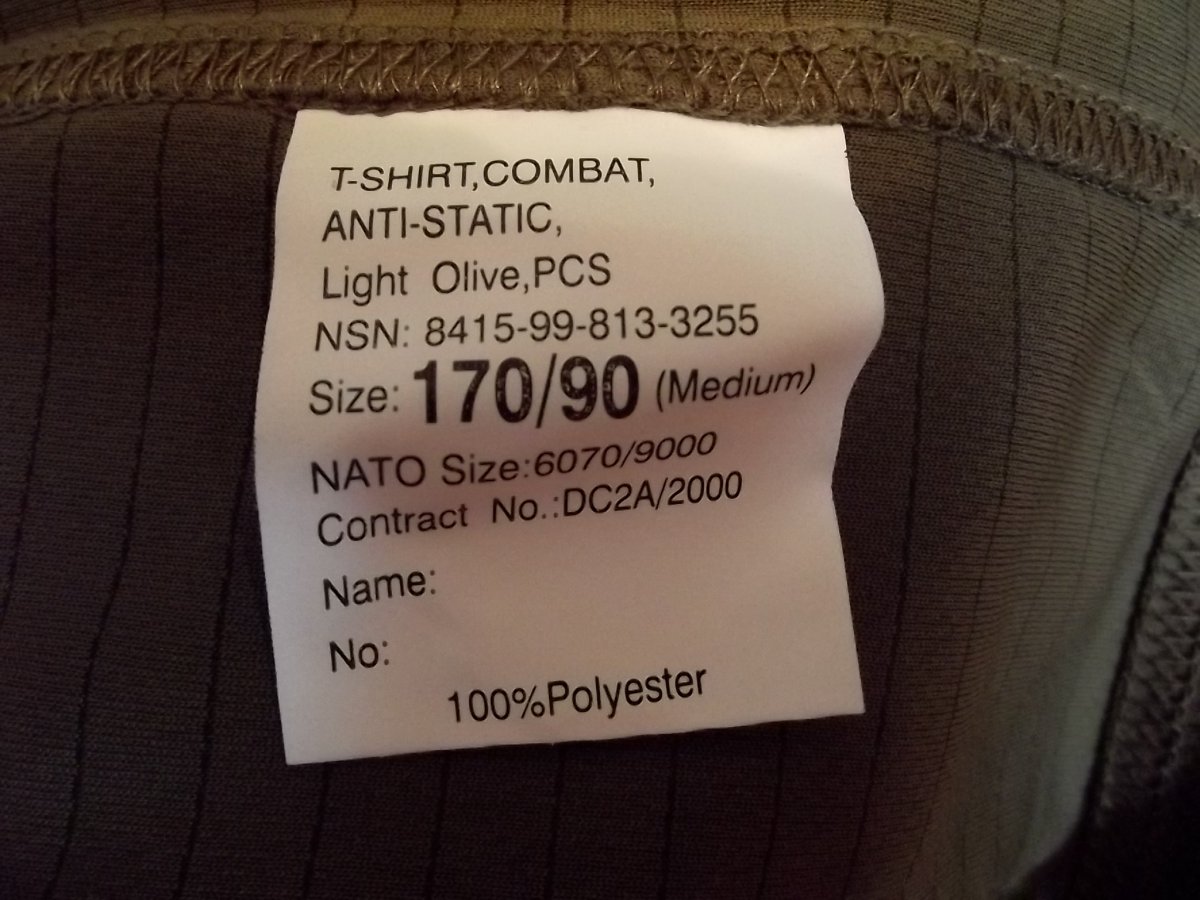 T-SHIRT,COMBAT,
ANTI-STATIC,
Light Olive,PCS
NSN: 8415-99-813-3255
Size: 170/90 (Medium)
NATO Size:6070/9000
Contract No.:DC2A/2000
Name:
No:
100%Polyester